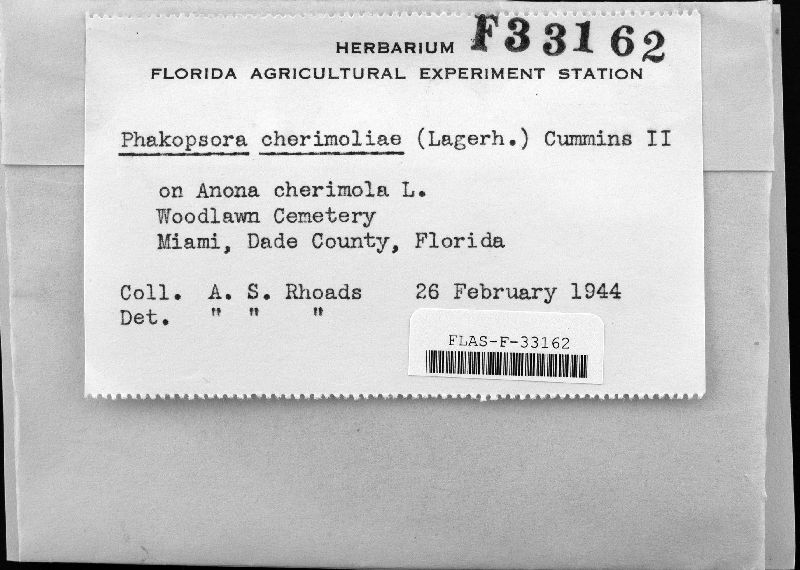 HERBARIUM F33162
FLORIDA AGRICULTURAL EXPERIMENT STATION
Phakopsora cherimoliae (Lagerh.) Cummins II
on Anona cherimola L.
Woodlawn Cemetery
Miami, Dade County, Florida
Coll. A. S. Rhoads 26 February 1944
Det. " " "
FLAS-F-33162